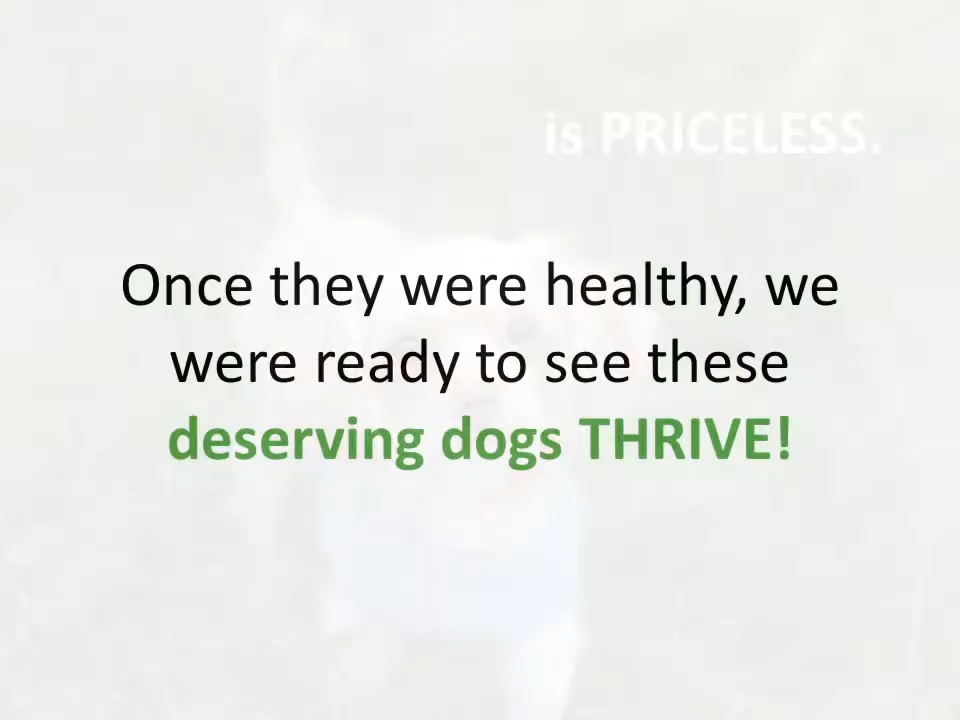 is PRICELESS.
Once they were healthy, we
were ready to see these
deserving dogs THRIVE!